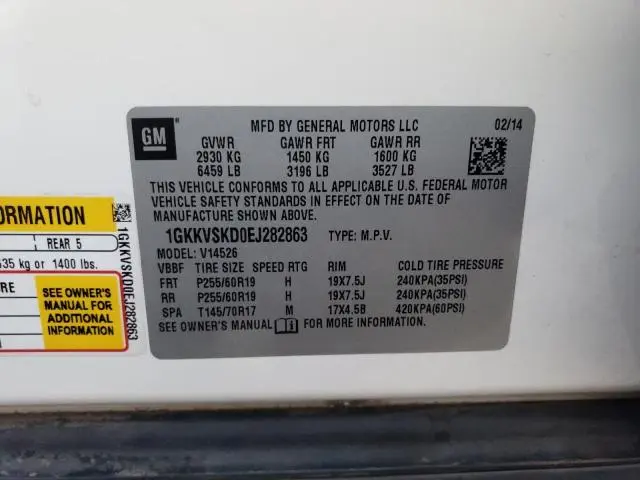 GM
MFD BY GENERAL MOTORS LLC 02/14
GVWR GAWR FRT GAWR RR
2930 KG 1450 KG 1600 KG
6459 LB 3196 LB 3527 LB
THIS VEHICLE CONFORMS TO ALL APPLICABLE U.S. FEDERAL MOTOR
VEHICLE SAFETY STANDARDS IN EFFECT ON THE DATE OF
MANUFACTURE SHOWN ABOVE.
1GKKVSKD0EJ282863 TYPE: M.P.V.
MODEL: V14526
VBBF TIRE SIZE SPEED RTG RIM COLD TIRE PRESSURE
FRT P255/60R19 H 19X7.5J 240KPA(35PSI)
RR P255/60R19 H 19X7.5J 240KPA(35PSI)
SPA T145/70R17 M 17X4.5B 420KPA(60PSI)
SEE OWNER'S MANUAL i FOR MORE INFORMATION.
ORMATION
REAR 5
635 kg or 1400 lbs.
RE
SEE OWNER'S
MANUAL FOR
ADDITIONAL
INFORMATION
1GKKVSKD0EJ282863